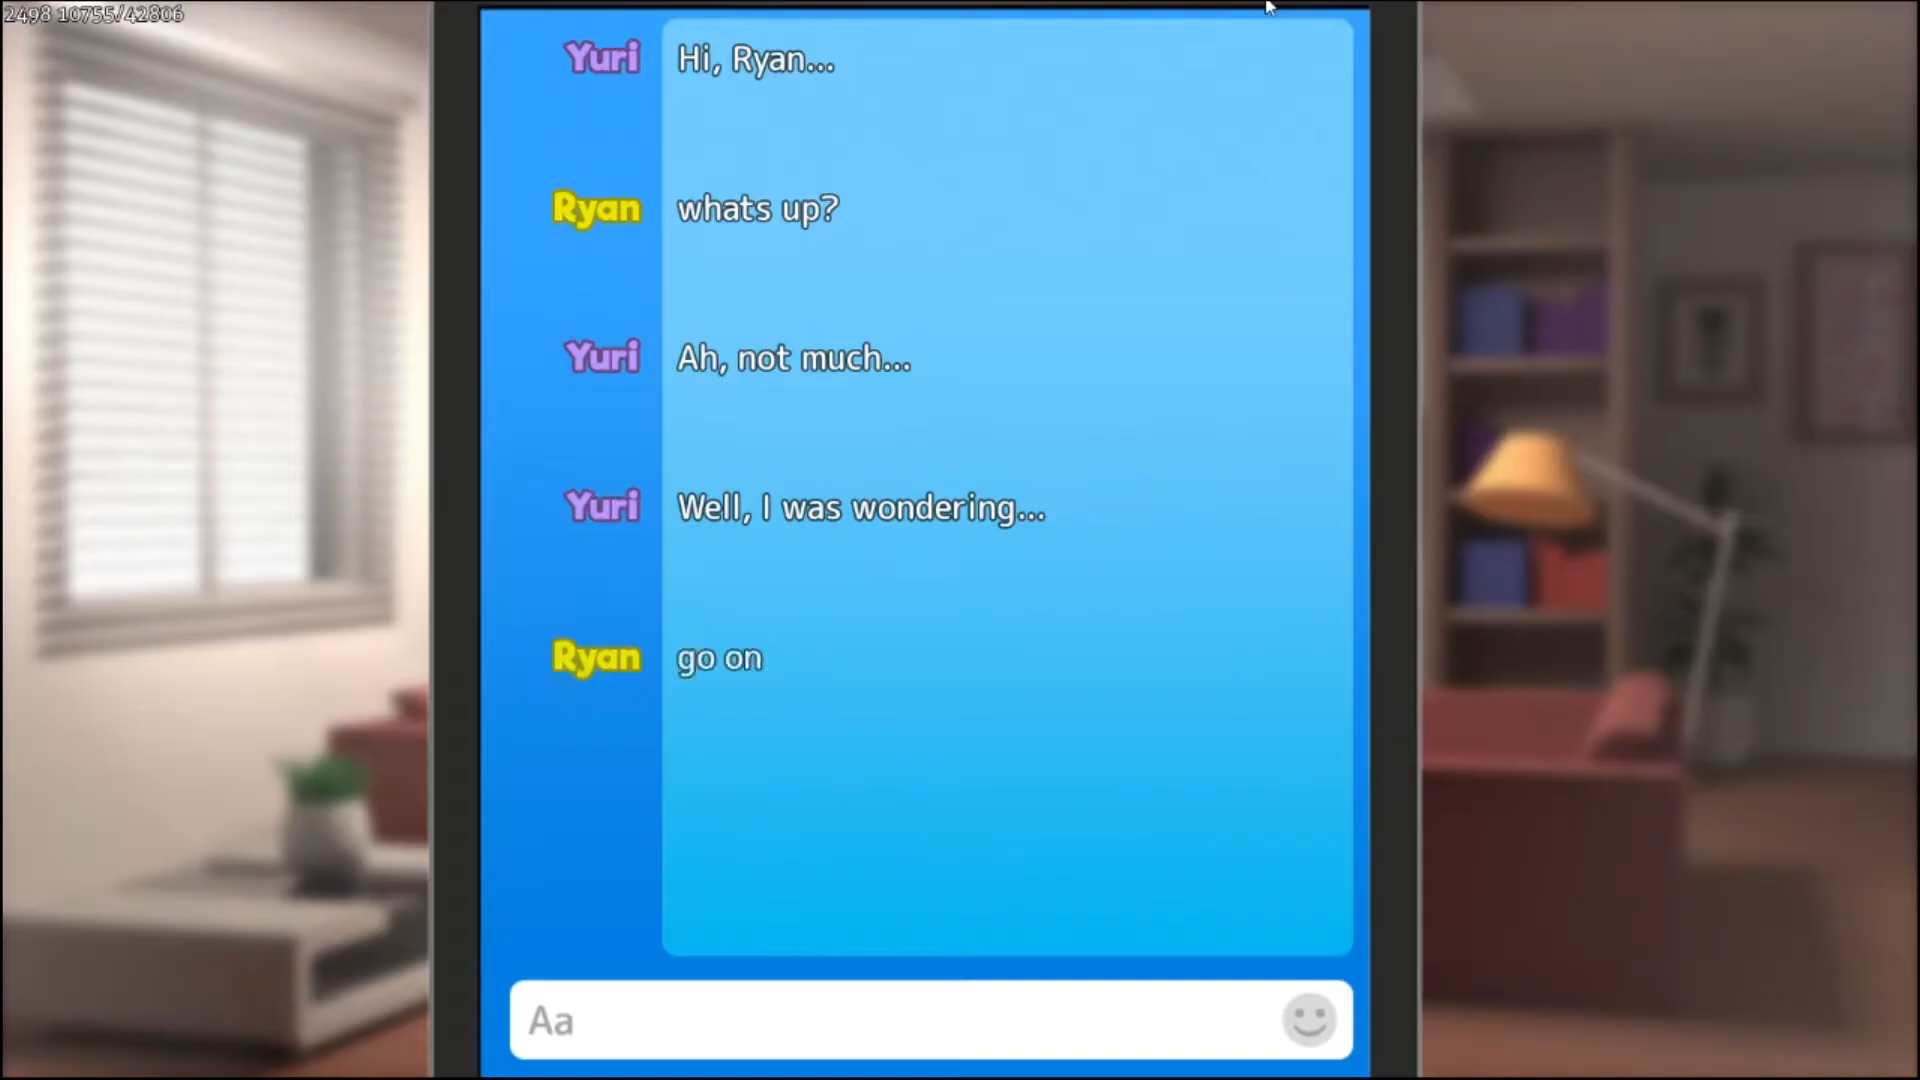 2498 10755/42806
Yuri Hi, Ryan...
Ryan whats up?
Yuri Ah, not much...
Yuri Well, I was wondering...
Ryan go on
Aa